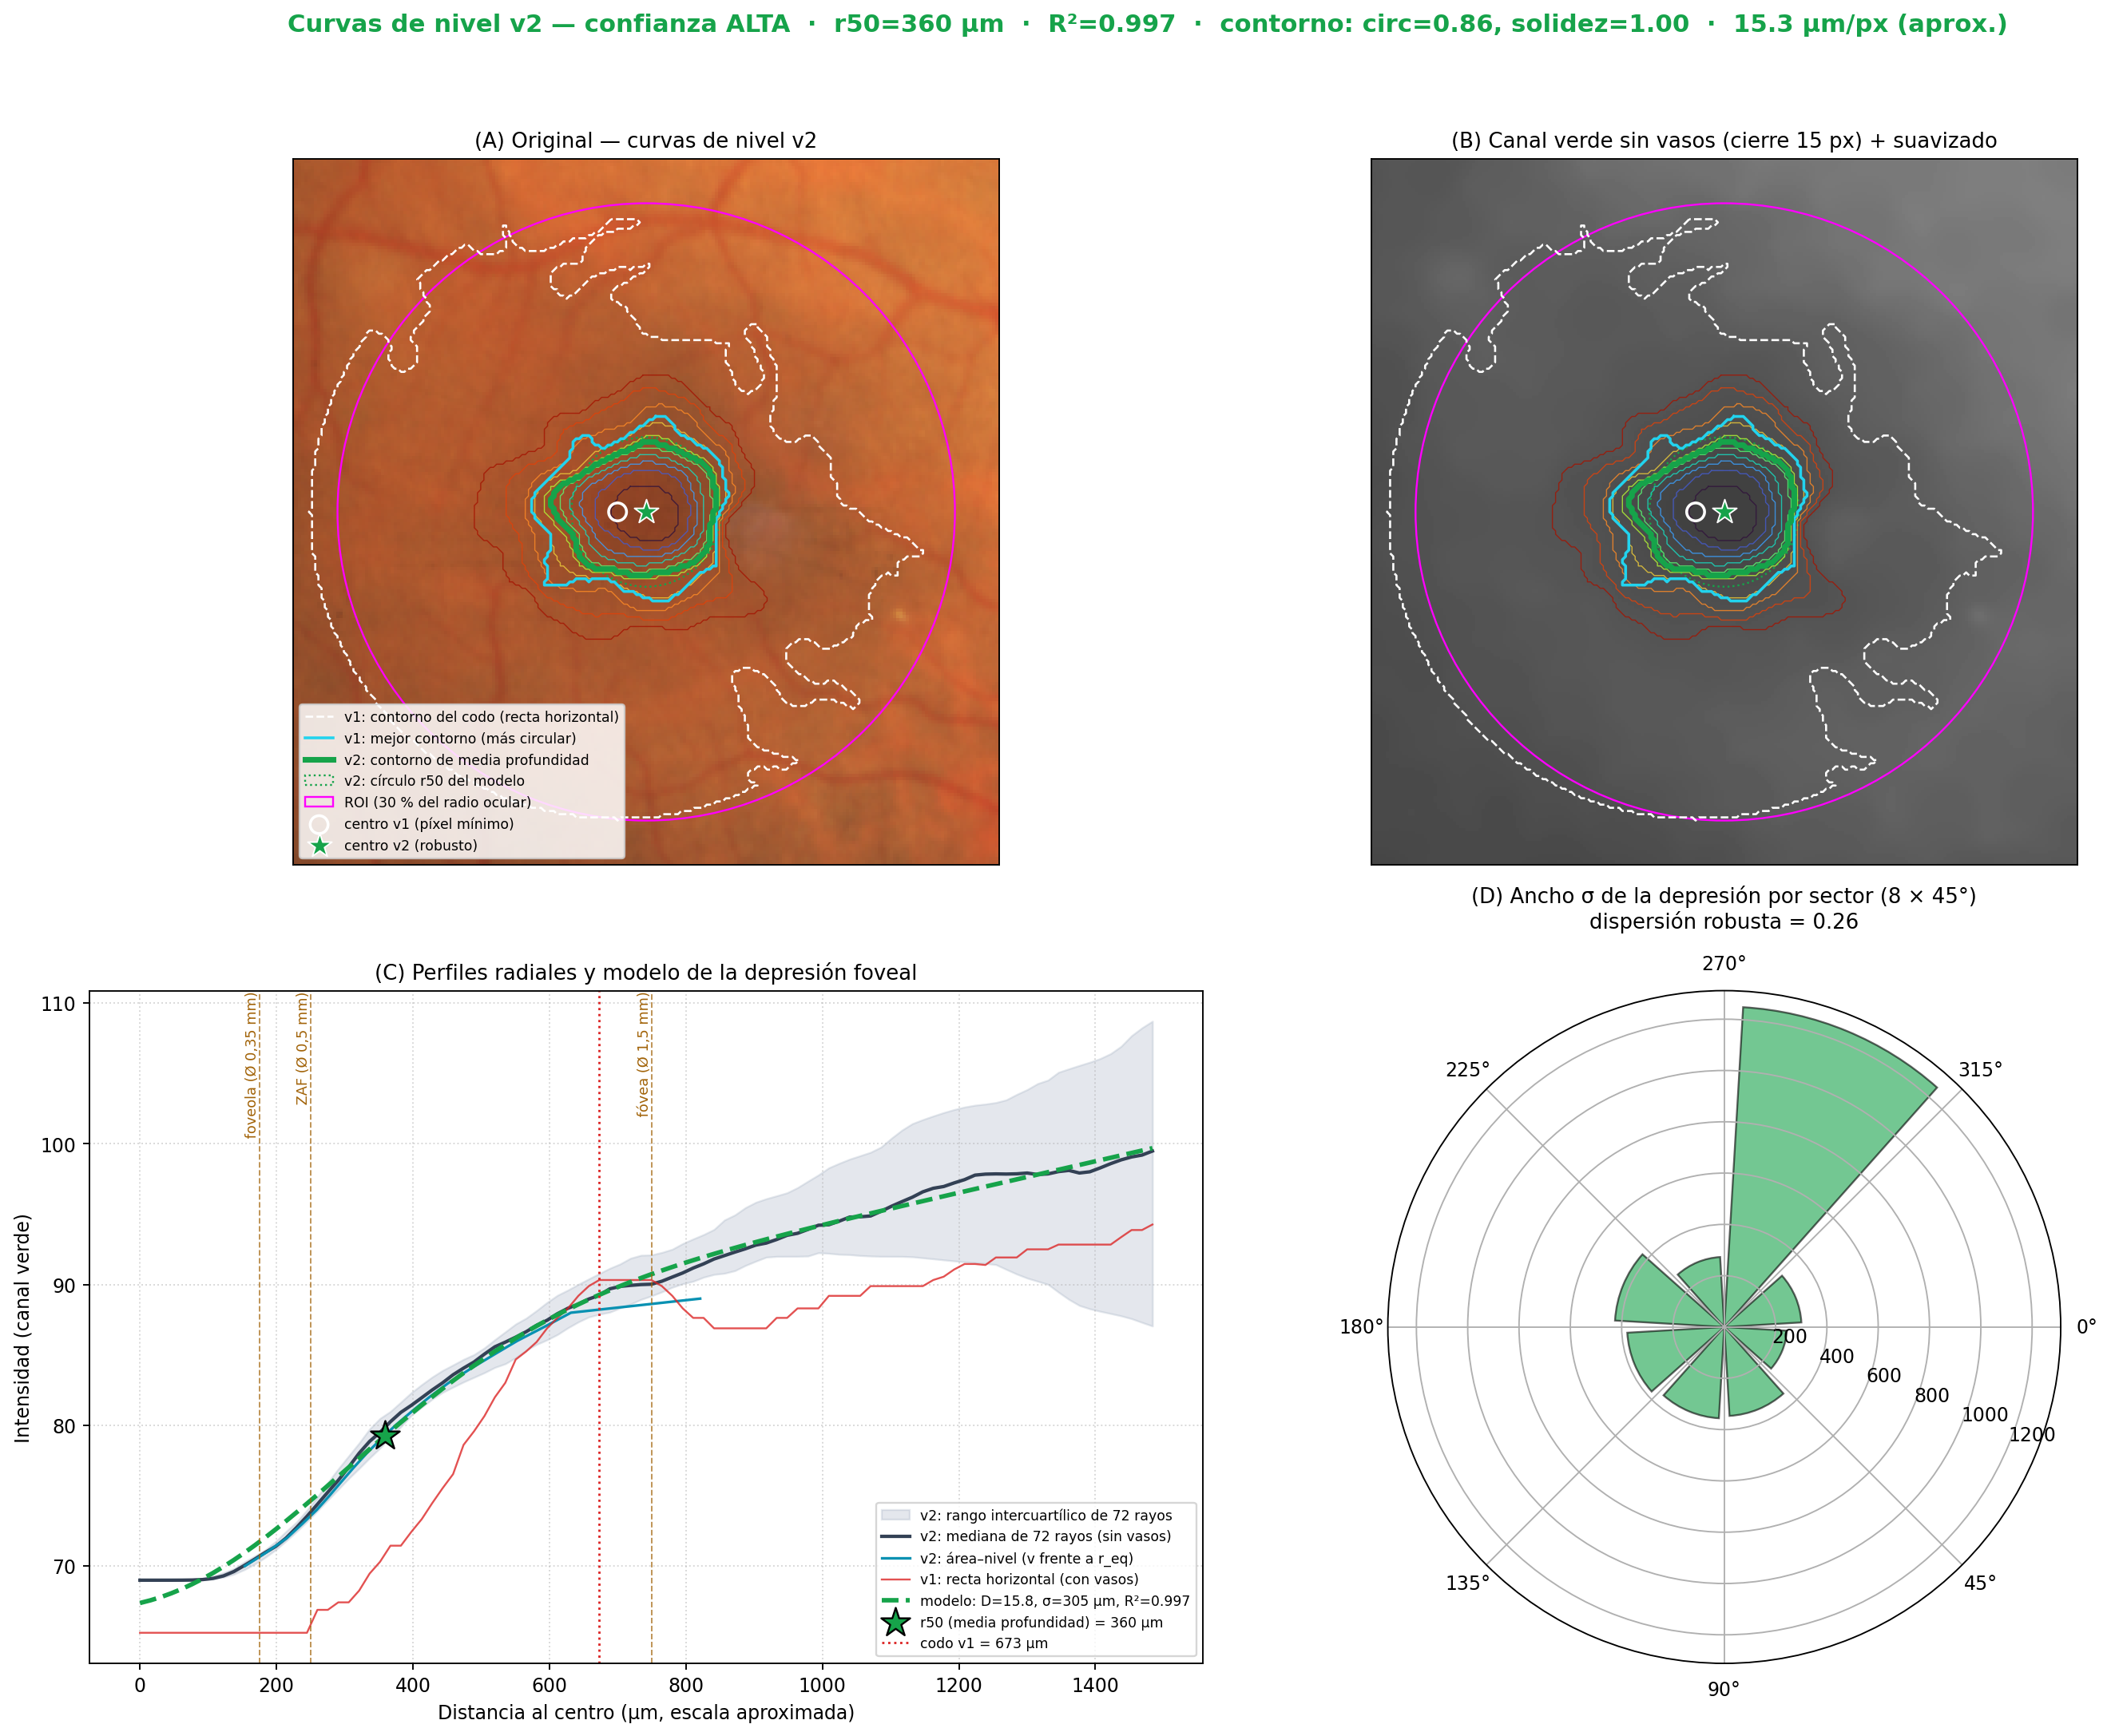 Curvas de nivel v2 — confianza ALTA · r50=360 µm · R²=0.997 · contorno: circ=0.86, solidez=1.00 · 15.3 µm/px (aprox.)
(A) Original — curvas de nivel v2
v1: contorno del codo (recta horizontal)
v1: mejor contorno (más circular)
v2: contorno de media profundidad
v2: círculo r50 del modelo
ROI (30 % del radio ocular)
centro v1 (píxel mínimo)
centro v2 (robusto)
(B) Canal verde sin vasos (cierre 15 px) + suavizado
(C) Perfiles radiales y modelo de la depresión foveal
Intensidad (canal verde)
110
100
90
80
70
foveola (Ø 0,35 mm)
ZAF (Ø 0,5 mm)
fóvea (Ø 1,5 mm)
v2: rango intercuartílico de 72 rayos
v2: mediana de 72 rayos (sin vasos)
v2: área–nivel (v frente a r_eq)
v1: recta horizontal (con vasos)
modelo: D=15.8, σ=305 µm, R²=0.997
r50 (media profundidad) = 360 µm
codo v1 = 673 µm
0
200
400
600
800
1000
1200
1400
Distancia al centro (µm, escala aproximada)
(D) Ancho σ de la depresión por sector (8 × 45°)
dispersión robusta = 0.26
270°
225°
315°
180°
0°
200
400
600
800
1000
1200
135°
45°
90°